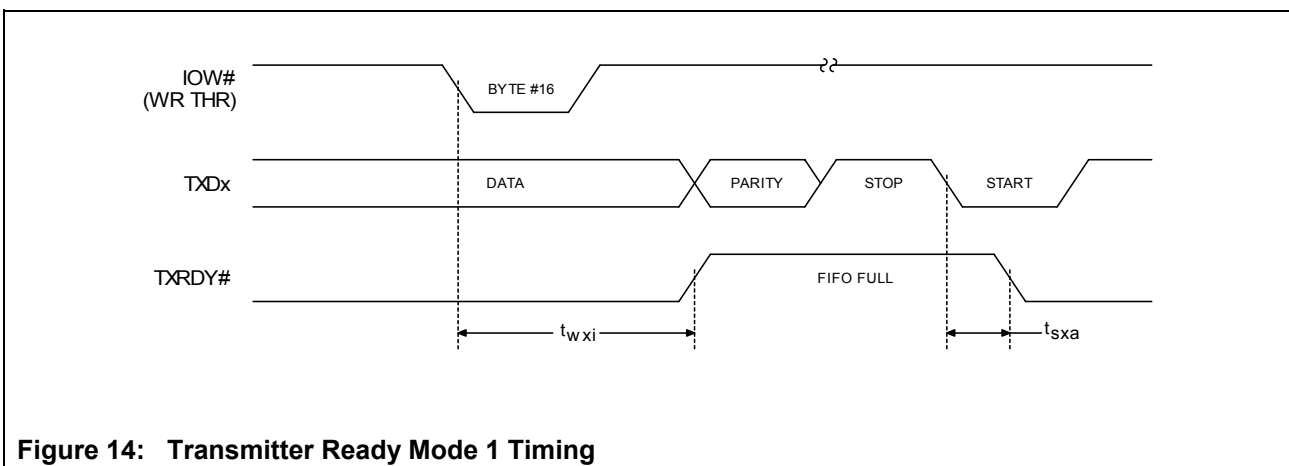 IOW#
(WR THR)
BYTE #16
TXDx
DATA
PARITY
STOP
START
TXRDY#
FIFO FULL
twxi
tsxa
Figure 14: Transmitter Ready Mode 1 Timing